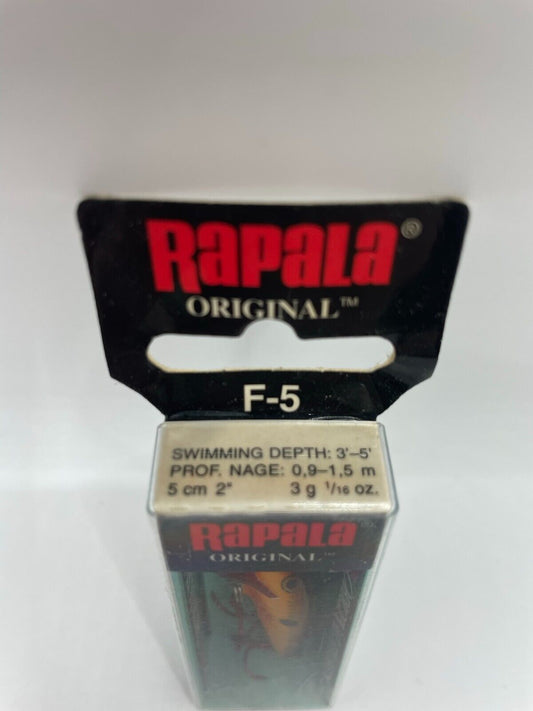 RAPALA®
ORIGINAL™
F-5
SWIMMING DEPTH: 3'–5'
PROF. NAGE: 0,9–1,5 m
5 cm 2" 3 g 1/16 oz.
RAPALA
ORIGINAL™